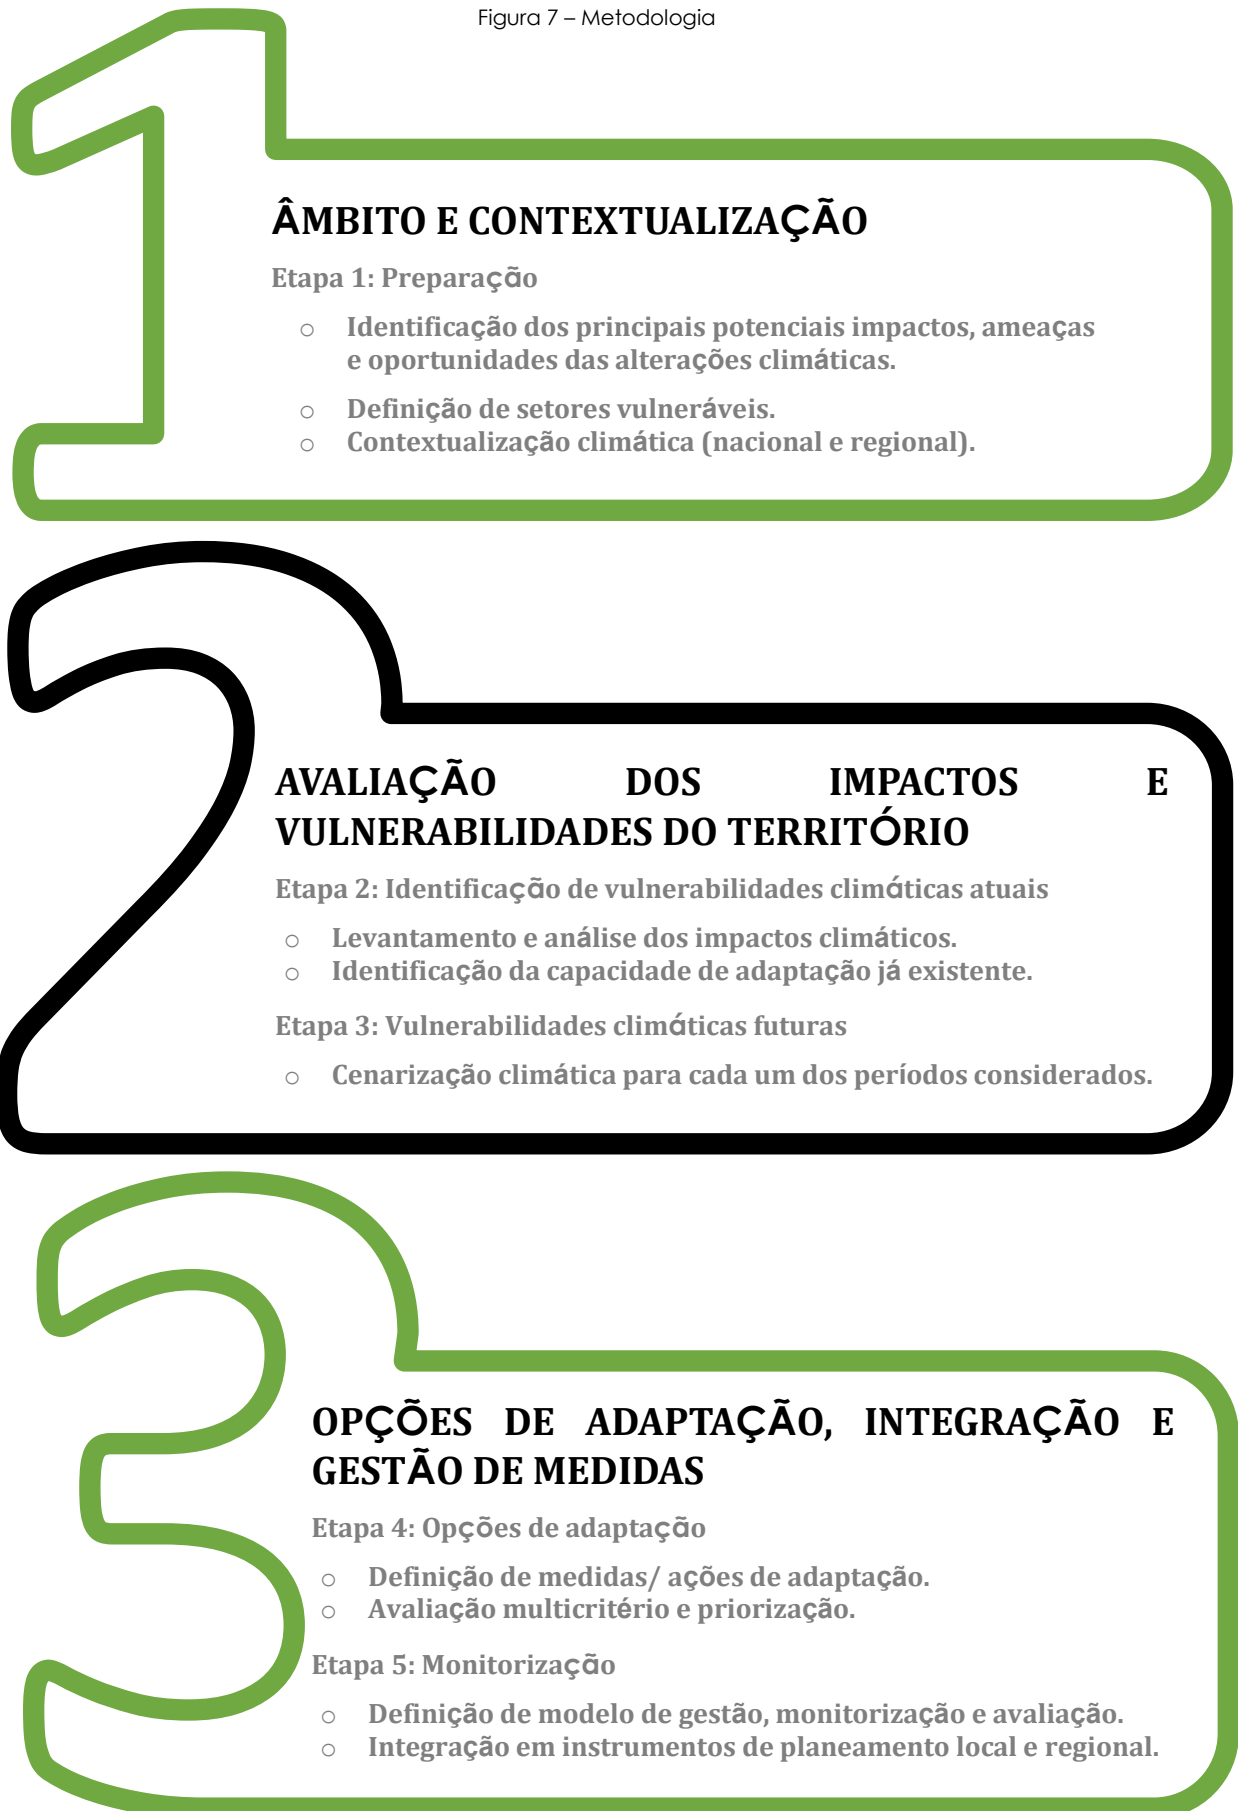 Figura 7 – Metodologia
ÂMBITO E CONTEXTUALIZAÇÃO
Etapa 1: Preparação
o Identificação dos principais potenciais impactos, ameaças
e oportunidades das alterações climáticas.
o Definição de setores vulneráveis.
o Contextualização climática (nacional e regional).
AVALIAÇÃO DOS IMPACTOS E
VULNERABILIDADES DO TERRITÓRIO
Etapa 2: Identificação de vulnerabilidades climáticas atuais
o Levantamento e análise dos impactos climáticos.
o Identificação da capacidade de adaptação já existente.
Etapa 3: Vulnerabilidades climáticas futuras
o Cenarização climática para cada um dos períodos considerados.
OPÇÕES DE ADAPTAÇÃO, INTEGRAÇÃO E
GESTÃO DE MEDIDAS
Etapa 4: Opções de adaptação
o Definição de medidas/ ações de adaptação.
o Avaliação multicritério e priorização.
Etapa 5: Monitorização
o Definição de modelo de gestão, monitorização e avaliação.
o Integração em instrumentos de planeamento local e regional.